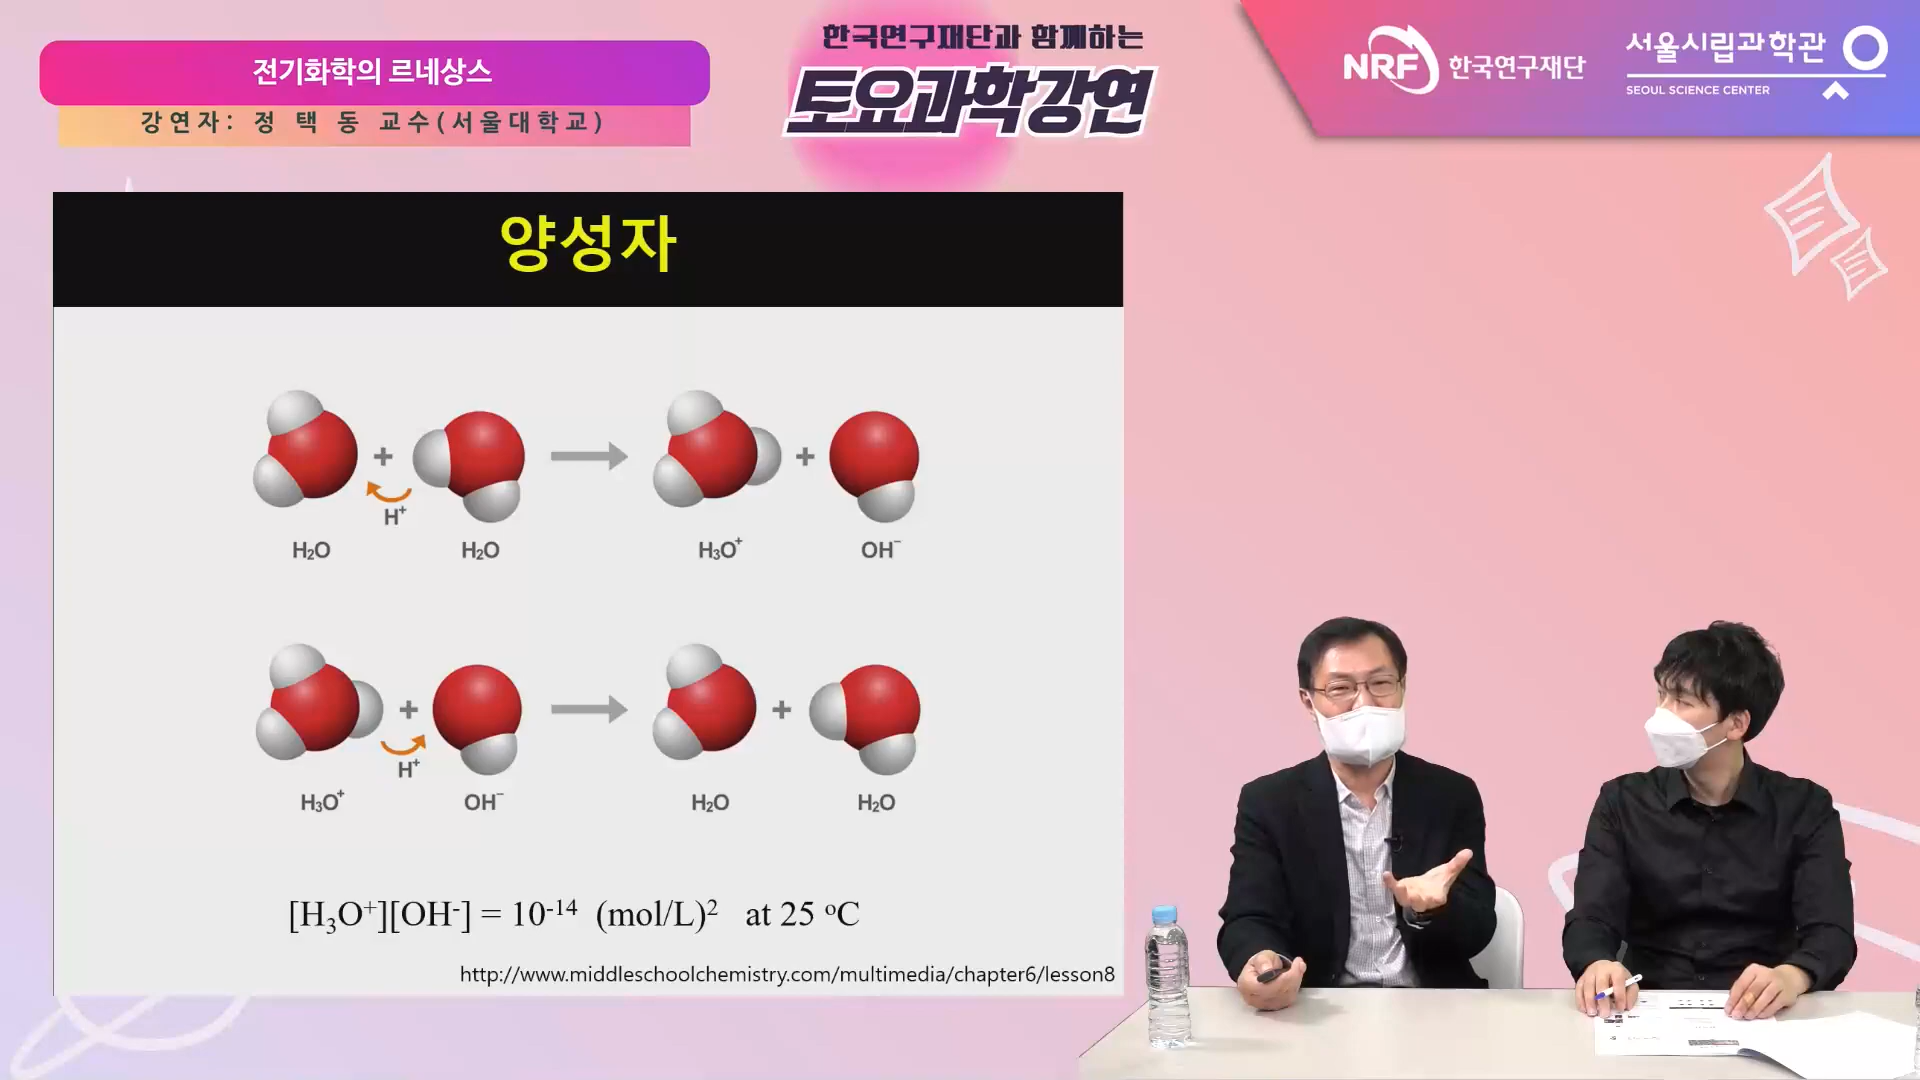 전기화학의 르네상스
강연자: 정 택 동 교수(서울대학교)
한국연구재단과 함께하는
토요과학강연
NRF 한국연구재단
서울시립과학관
SEOUL SCIENCE CENTER
양성자
+
H⁺
H₂O H₂O H₃O⁺ OH⁻
+
+
H⁺
H₃O⁺ OH⁻ H₂O H₂O
+
[H₃O⁺][OH⁻] = 10⁻¹⁴ (mol/L)² at 25 ᵒC
http://www.middleschoolchemistry.com/multimedia/chapter6/lesson8